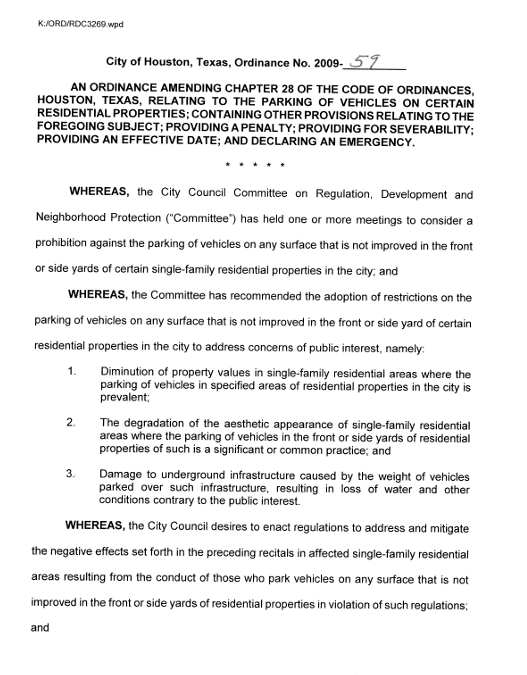 K:/ORD/RDC3269.wpd
City of Houston, Texas, Ordinance No. 2009- 59
AN ORDINANCE AMENDING CHAPTER 28 OF THE CODE OF ORDINANCES,
HOUSTON, TEXAS, RELATING TO THE PARKING OF VEHICLES ON CERTAIN
RESIDENTIAL PROPERTIES; CONTAINING OTHER PROVISIONS RELATING TO THE
FOREGOING SUBJECT; PROVIDING A PENALTY; PROVIDING FOR SEVERABILITY;
PROVIDING AN EFFECTIVE DATE; AND DECLARING AN EMERGENCY.
* * * * *
WHEREAS, the City Council Committee on Regulation, Development and
Neighborhood Protection ("Committee") has held one or more meetings to consider a
prohibition against the parking of vehicles on any surface that is not improved in the front
or side yards of certain single-family residential properties in the city; and
WHEREAS, the Committee has recommended the adoption of restrictions on the
parking of vehicles on any surface that is not improved in the front or side yard of certain
residential properties in the city to address concerns of public interest, namely:
1. Diminution of property values in single-family residential areas where the
parking of vehicles in specified areas of residential properties in the city is
prevalent;
2. The degradation of the aesthetic appearance of single-family residential
areas where the parking of vehicles in the front or side yards of residential
properties of such is a significant or common practice; and
3. Damage to underground infrastructure caused by the weight of vehicles
parked over such infrastructure, resulting in loss of water and other
conditions contrary to the public interest.
WHEREAS, the City Council desires to enact regulations to address and mitigate
the negative effects set forth in the preceding recitals in affected single-family residential
areas resulting from the conduct of those who park vehicles on any surface that is not
improved in the front or side yards of residential properties in violation of such regulations;
and